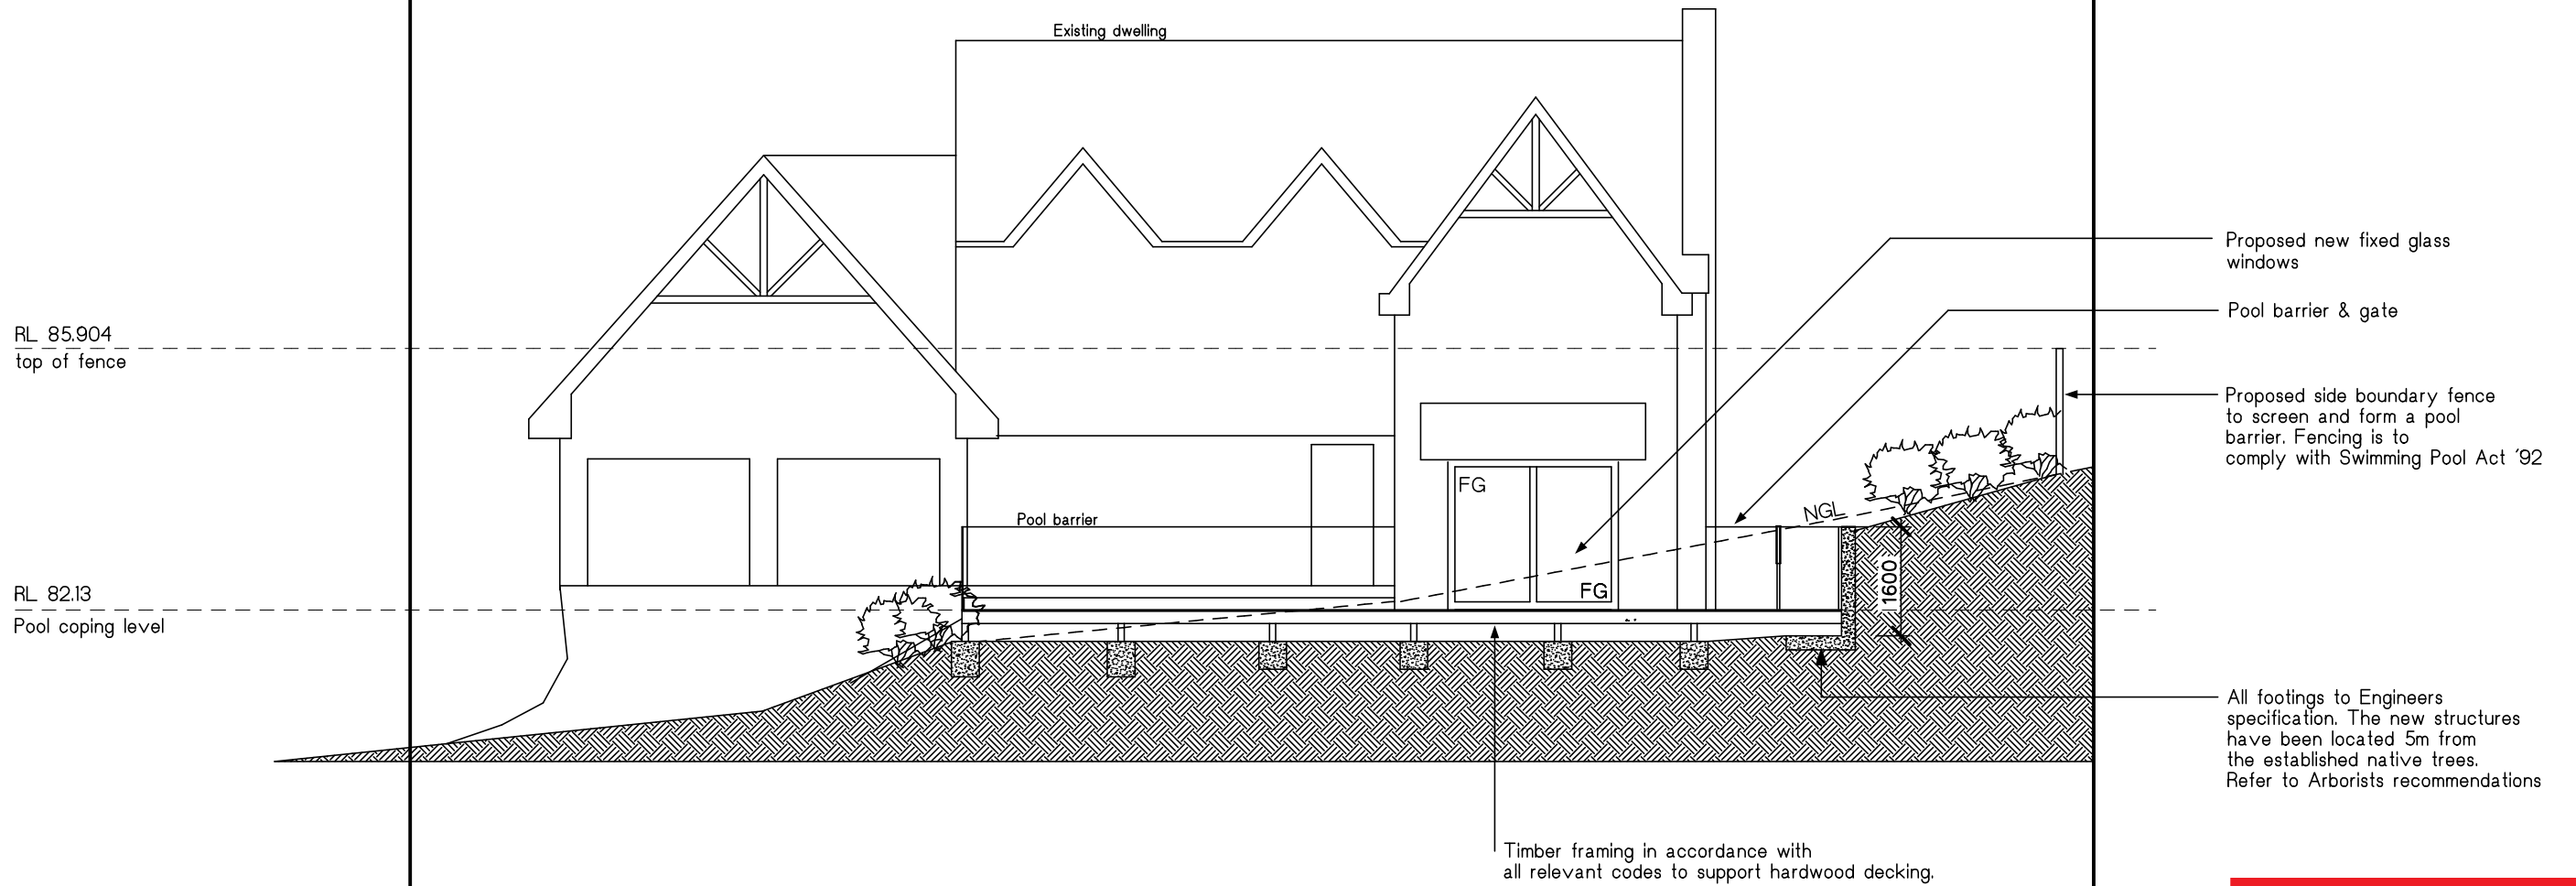 Existing dwelling
Proposed new fixed glass
windows
Pool barrier & gate
RL 85.904
top of fence
Proposed side boundary fence
to screen and form a pool
barrier. Fencing is to
comply with Swimming Pool Act '92
FG
NGL
Pool barrier
FG
1600
RL 82.13
Pool coping level
All footings to Engineers
specification. The new structures
have been located 5m from
the established native trees.
Refer to Arborists recommendations
Timber framing in accordance with
all relevant codes to support hardwood decking.